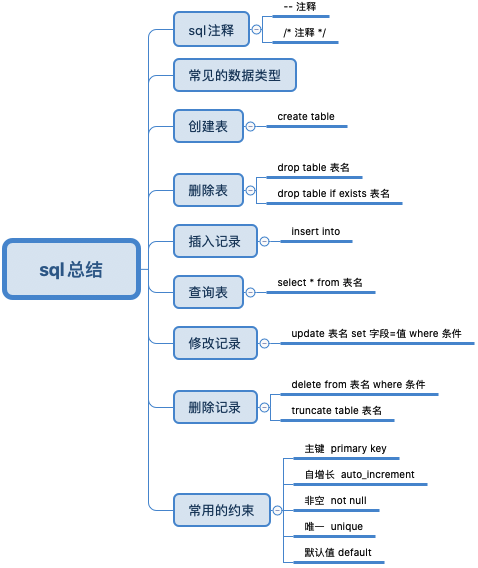 sql总结
sql注释
-- 注释
/* 注释 */
常见的数据类型
创建表
create table
删除表
drop table 表名
drop table if exists 表名
插入记录
insert into
查询表
select * from 表名
修改记录
update 表名 set 字段=值 where 条件
删除记录
delete from 表名 where 条件
truncate table 表名
常用的约束
主键 primary key
自增长 auto_increment
非空 not null
唯一 unique
默认值 default